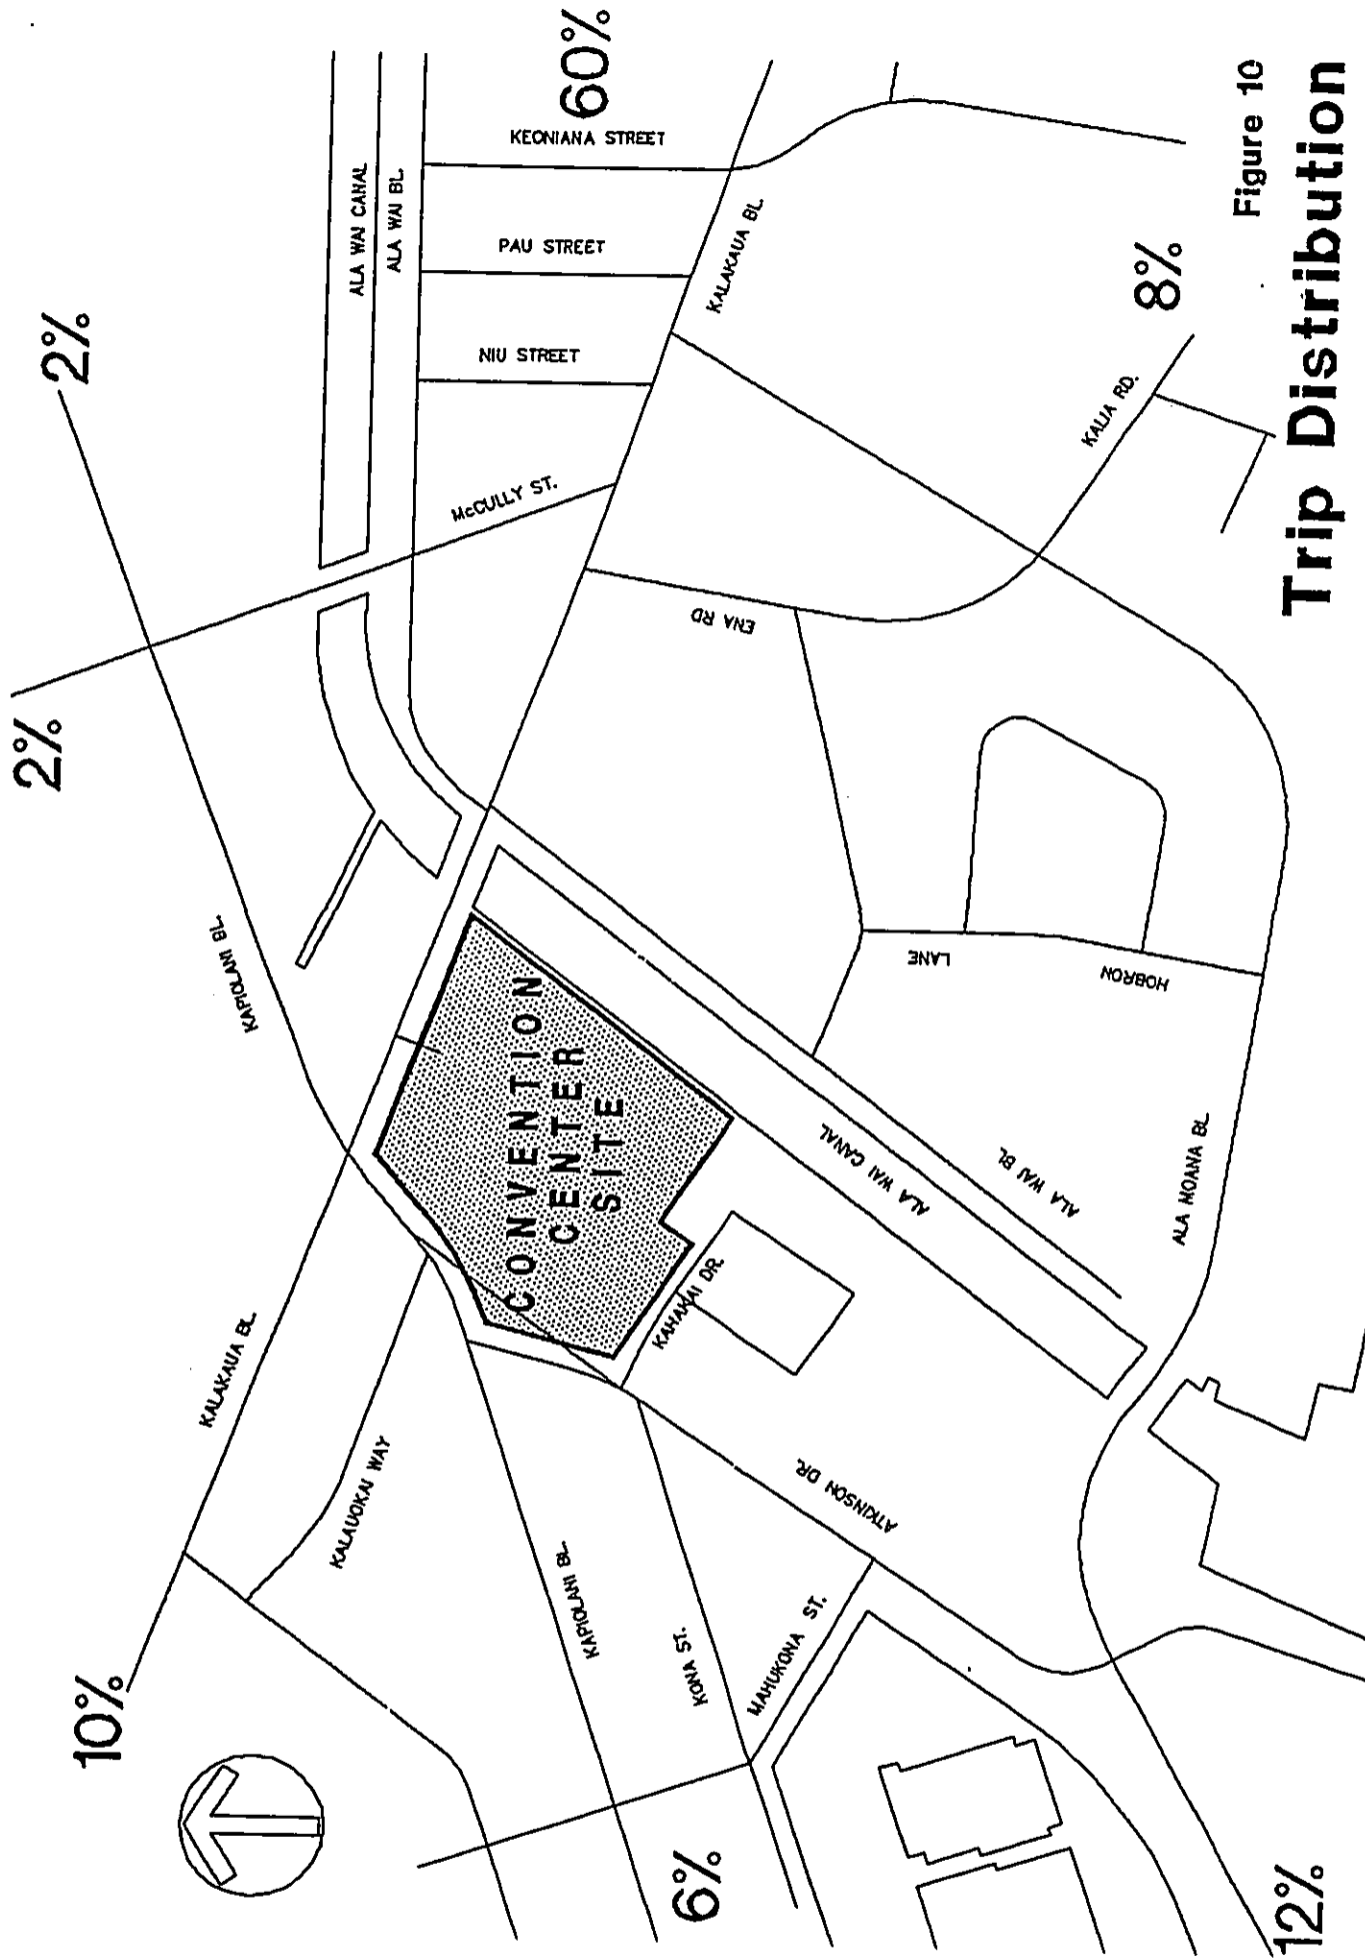 2%
2%
10%
60%
8%
6%
12%
KAPIOLANI BL.
KALAKAUA BL.
KALAUOKAI WAY
KAPIOLANI BL.
KONA ST.
MAHUKONA ST.
ATKINSON DR.
KAHAKAI DR.
CONVENTION
CENTER
SITE
ALA WAI CANAL
ALA WAI BL.
ALA MOANA BL.
HOBRON
LANE
ENA RD
McCULLY ST.
NIU STREET
PAU STREET
KEONIANA STREET
ALA WAI CANAL
ALA WAI BL.
KALAKAUA BL.
KALIA RD.
Figure 10
Trip Distribution